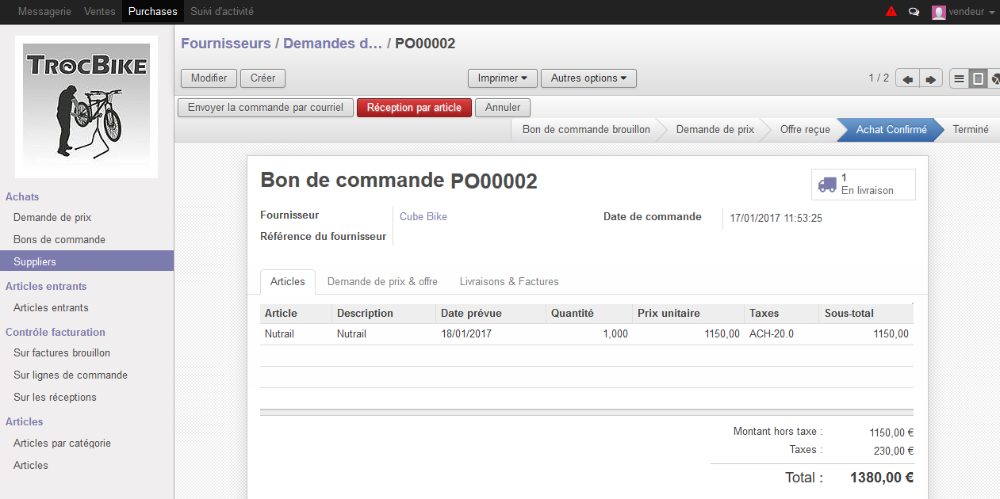 Messagerie Ventes Purchases Suivi d'activité vendeur
TROCBIKE
Fournisseurs / Demandes d... / PO00002
Modifier Créer Imprimer Autres options 1 / 2
Envoyer la commande par courriel Réception par article Annuler
Bon de commande brouillon Demande de prix Offre reçue Achat Confirmé Terminé
Achats
Demande de prix
Bons de commande
Suppliers
Articles entrants
Articles entrants
Contrôle facturation
Sur factures brouillon
Sur lignes de commande
Sur les réceptions
Articles
Articles par catégorie
Articles
Bon de commande PO00002
1
En livraison
Fournisseur Cube Bike Date de commande 17/01/2017 11:53:25
Référence du fournisseur
Articles Demande de prix & offre Livraisons & Factures
Article Description Date prévue Quantité Prix unitaire Taxes Sous-total
Nutrail Nutrail 18/01/2017 1,000 1150,00 ACH-20.0 1150,00
Montant hors taxe : 1150,00 €
Taxes : 230,00 €
Total : 1380,00 €